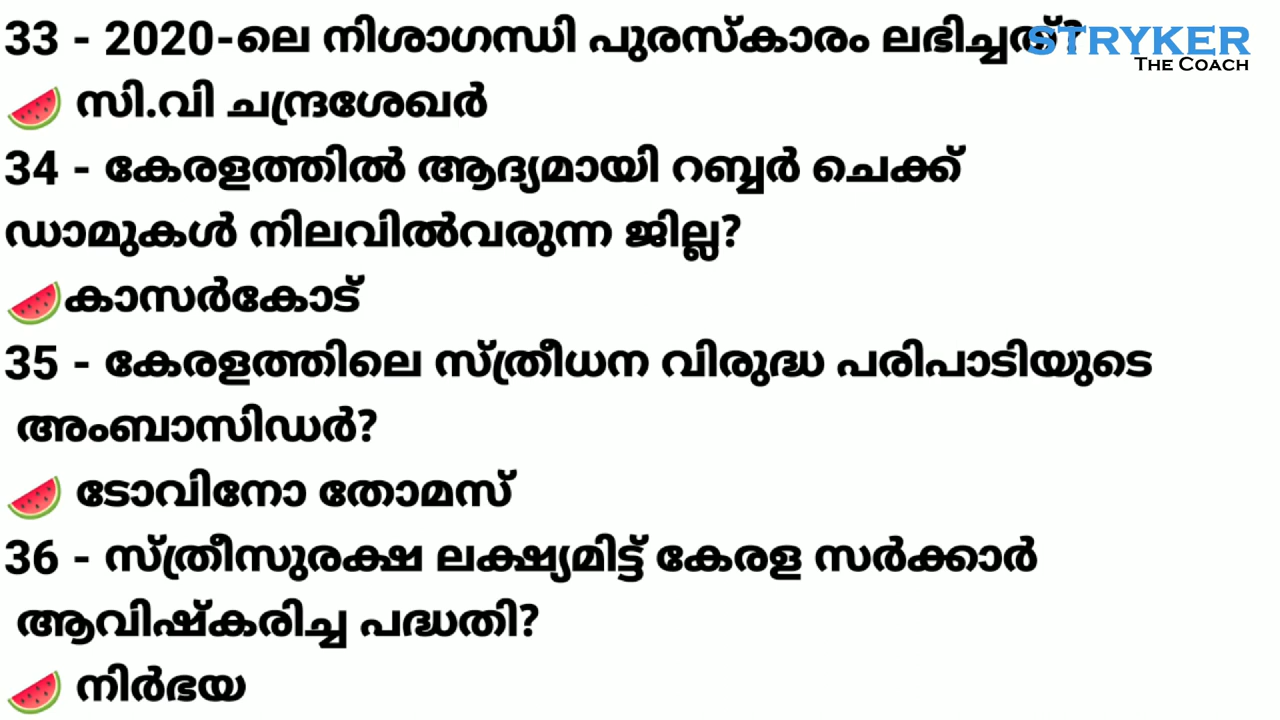 33 - 2020-ലെ നിശാഗന്ധി പുരസ്കാരം ലഭിച്ചത്?
STRYKER
THE COACH
സി.വി ചന്ദ്രശേഖർ
34 - കേരളത്തിൽ ആദ്യമായി റബ്ബർ ചെക്ക്
ഡാമുകൾ നിലവിൽവരുന്ന ജില്ല?
കാസർകോട്
35 - കേരളത്തിലെ സ്ത്രീധന വിരുദ്ധ പരിപാടിയുടെ
അംബാസിഡർ?
ടോവിനോ തോമസ്
36 - സ്ത്രീസുരക്ഷ ലക്ഷ്യമിട്ട് കേരള സർക്കാർ
ആവിഷ്കരിച്ച പദ്ധതി?
നിർഭയ